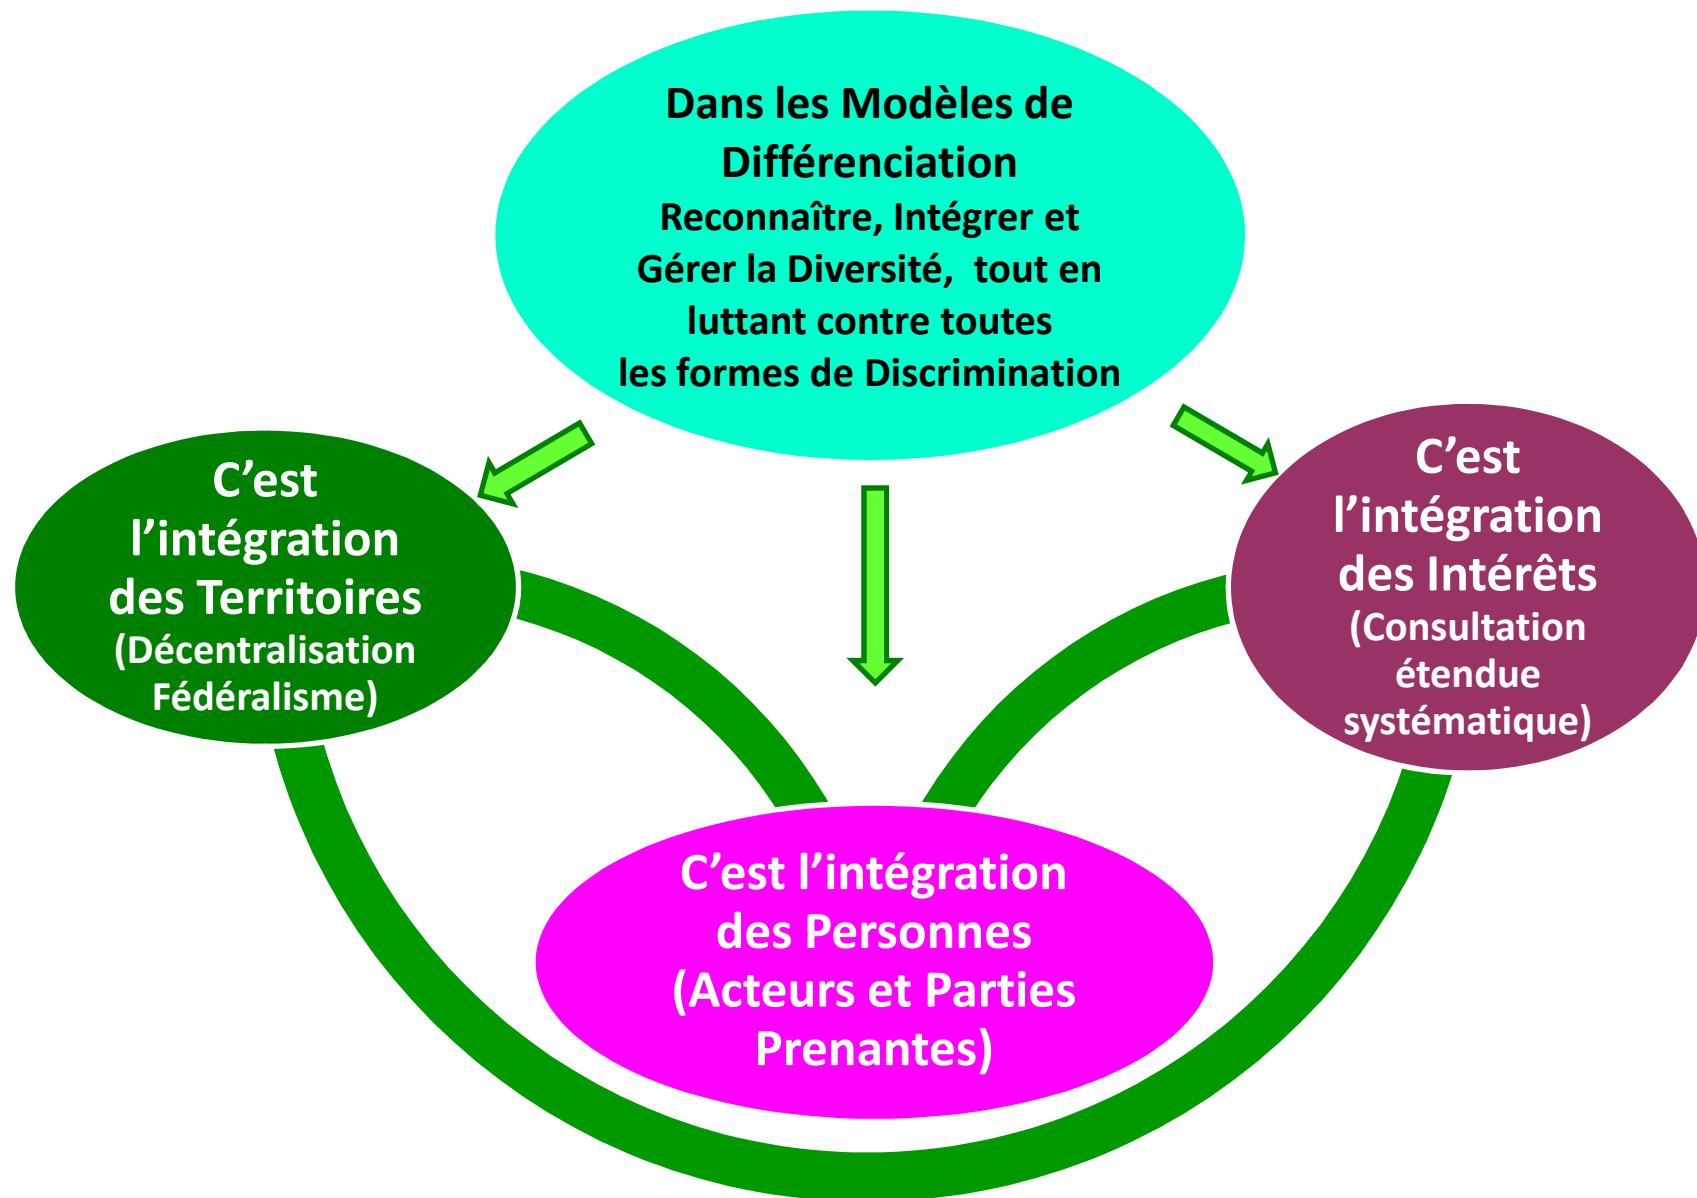 Dans les Modèles de
Différenciation
Reconnaître, Intégrer et
Gérer la Diversité,  tout en
luttant contre toutes
les formes de Discrimination
C’est
l’intégration
des Territoires
(Décentralisation
Fédéralisme)
C’est
l’intégration
des Intérêts
(Consultation
étendue
systématique)
C’est l’intégration
des Personnes
(Acteurs et Parties
Prenantes)